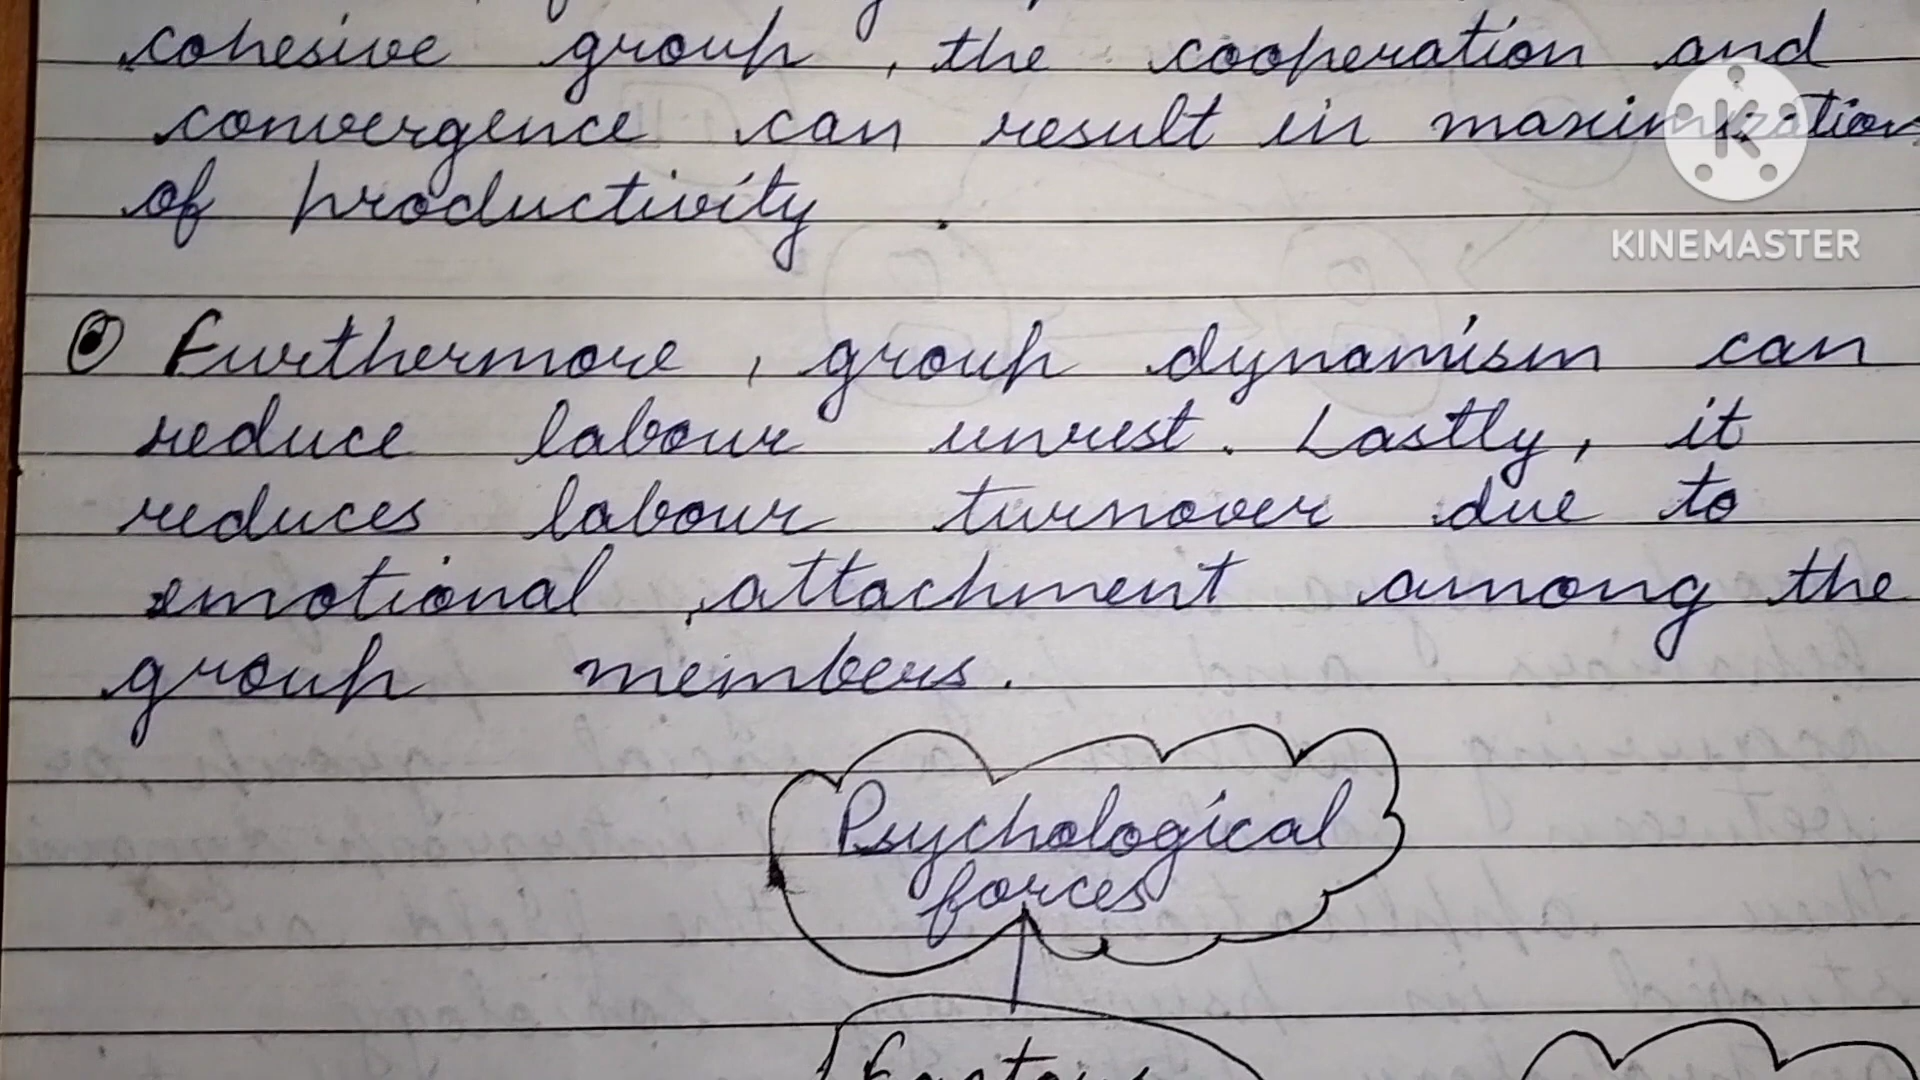 cohesive group, the cooperation and
convergence can result in maximization
of productivity.
Furthermore, group dynamism can
reduce labour unrest. Lastly, it
reduces labour turnover due to
emotional attachment among the
group members.
Psychological
forces
Factors
KINEMASTER